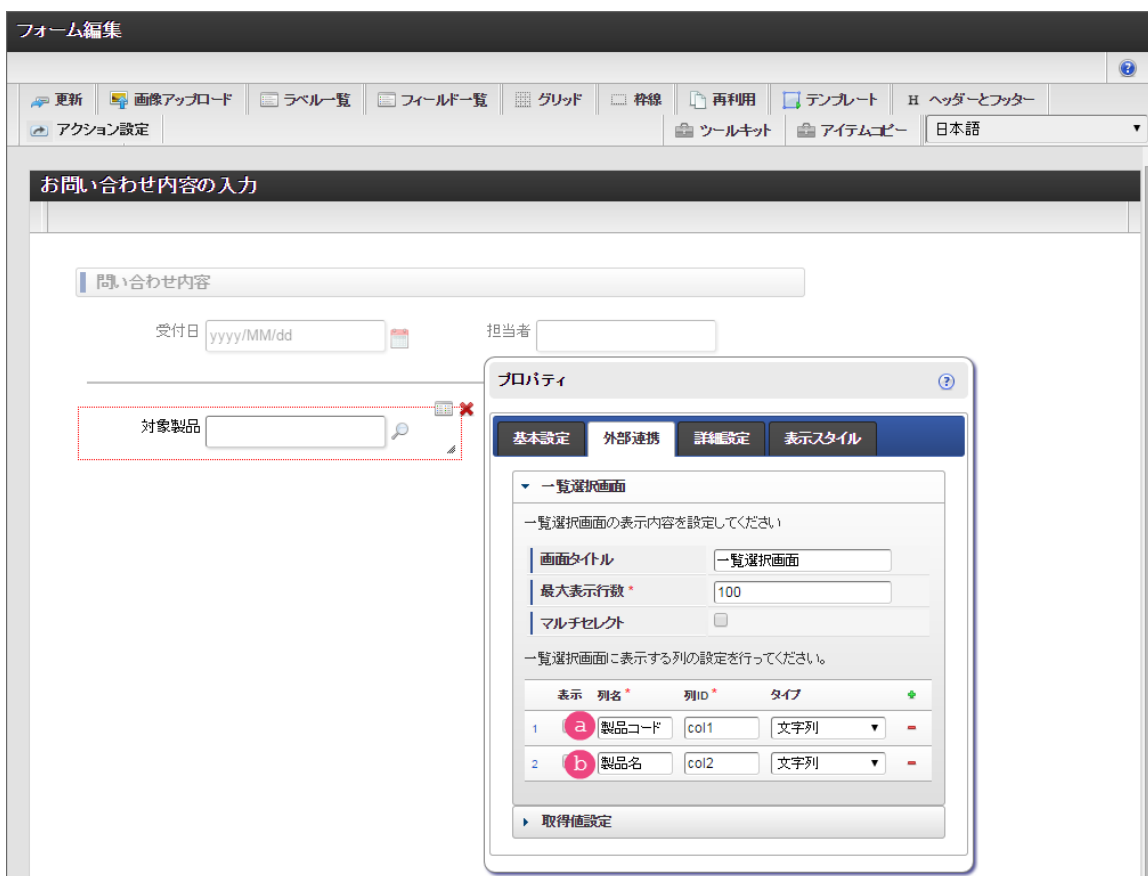 フォーム編集
更新 画像アップロード ラベル一覧 フィールド一覧 グリッド 枠線 再利用 テンプレート H ヘッダーとフッター
アクション設定 ツールキット アイテムコピー 日本語
お問い合わせ内容の入力
問い合わせ内容
受付日 yyyy/MM/dd 担当者
プロパティ
対象製品
基本設定 外部連携 詳細設定 表示スタイル
一覧選択画面
一覧選択画面の表示内容を設定してください
画面タイトル 一覧選択画面
最大表示行数 * 100
マルチセレクト
一覧選択画面に表示する列の設定を行ってください。
表示 列名 * 列ID * タイプ
1 a 製品コード col1 文字列
2 b 製品名 col2 文字列
取得値設定